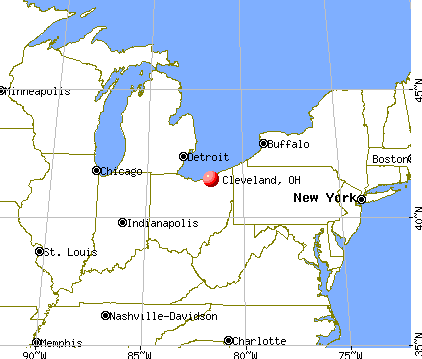 Minneapolis
45°N
Buffalo
Detroit
Boston
Chicago
Cleveland, OH
New York
40°N
Indianapolis
St. Louis
Nashville-Davidson
Memphis
Charlotte
35°N
90°W
85°W
80°W
75°W